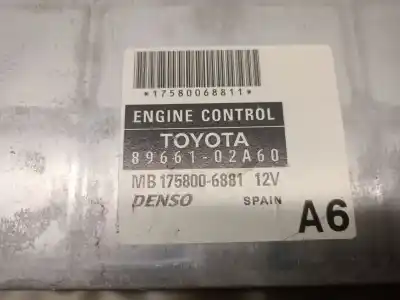 *17580068811*
ENGINE CONTROL
TOYOTA
89661-02A60
MB 175800-6881 12V
DENSO SPAIN A6